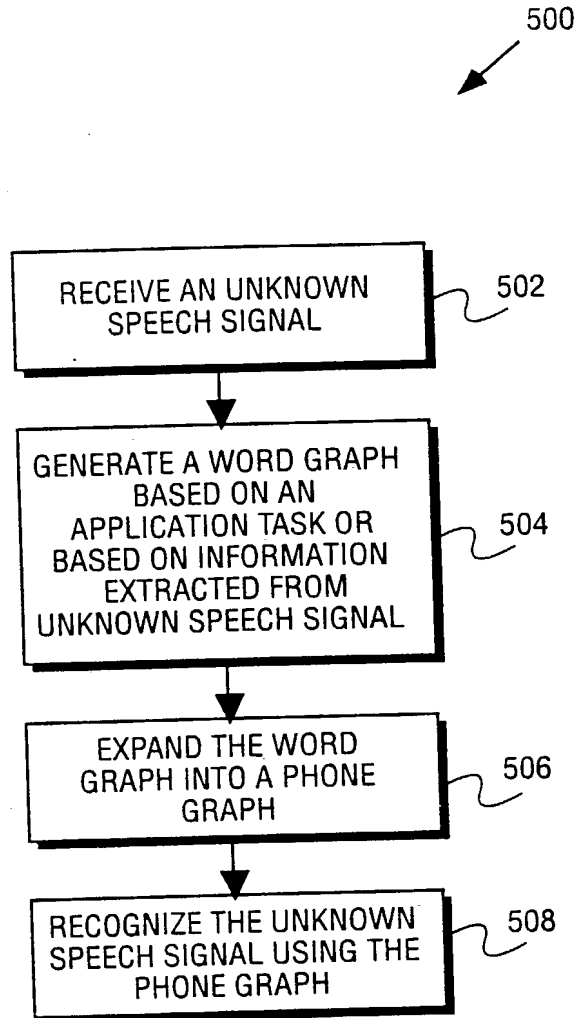 500
RECEIVE AN UNKNOWN
SPEECH SIGNAL
502
GENERATE A WORD GRAPH
BASED ON AN
APPLICATION TASK OR
BASED ON INFORMATION
EXTRACTED FROM
UNKNOWN SPEECH SIGNAL
504
EXPAND THE WORD
GRAPH INTO A PHONE
GRAPH
506
RECOGNIZE THE UNKNOWN
SPEECH SIGNAL USING THE
PHONE GRAPH
508